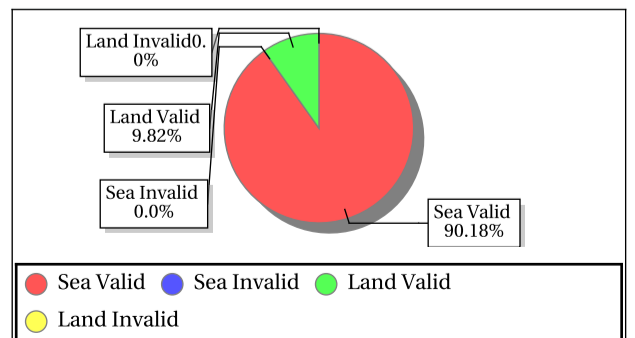 Land Invalid0.
0%
Land Valid
9.82%
Sea Invalid
0.0%
Sea Valid
90.18%
Sea Valid Sea Invalid Land Valid
Land Invalid